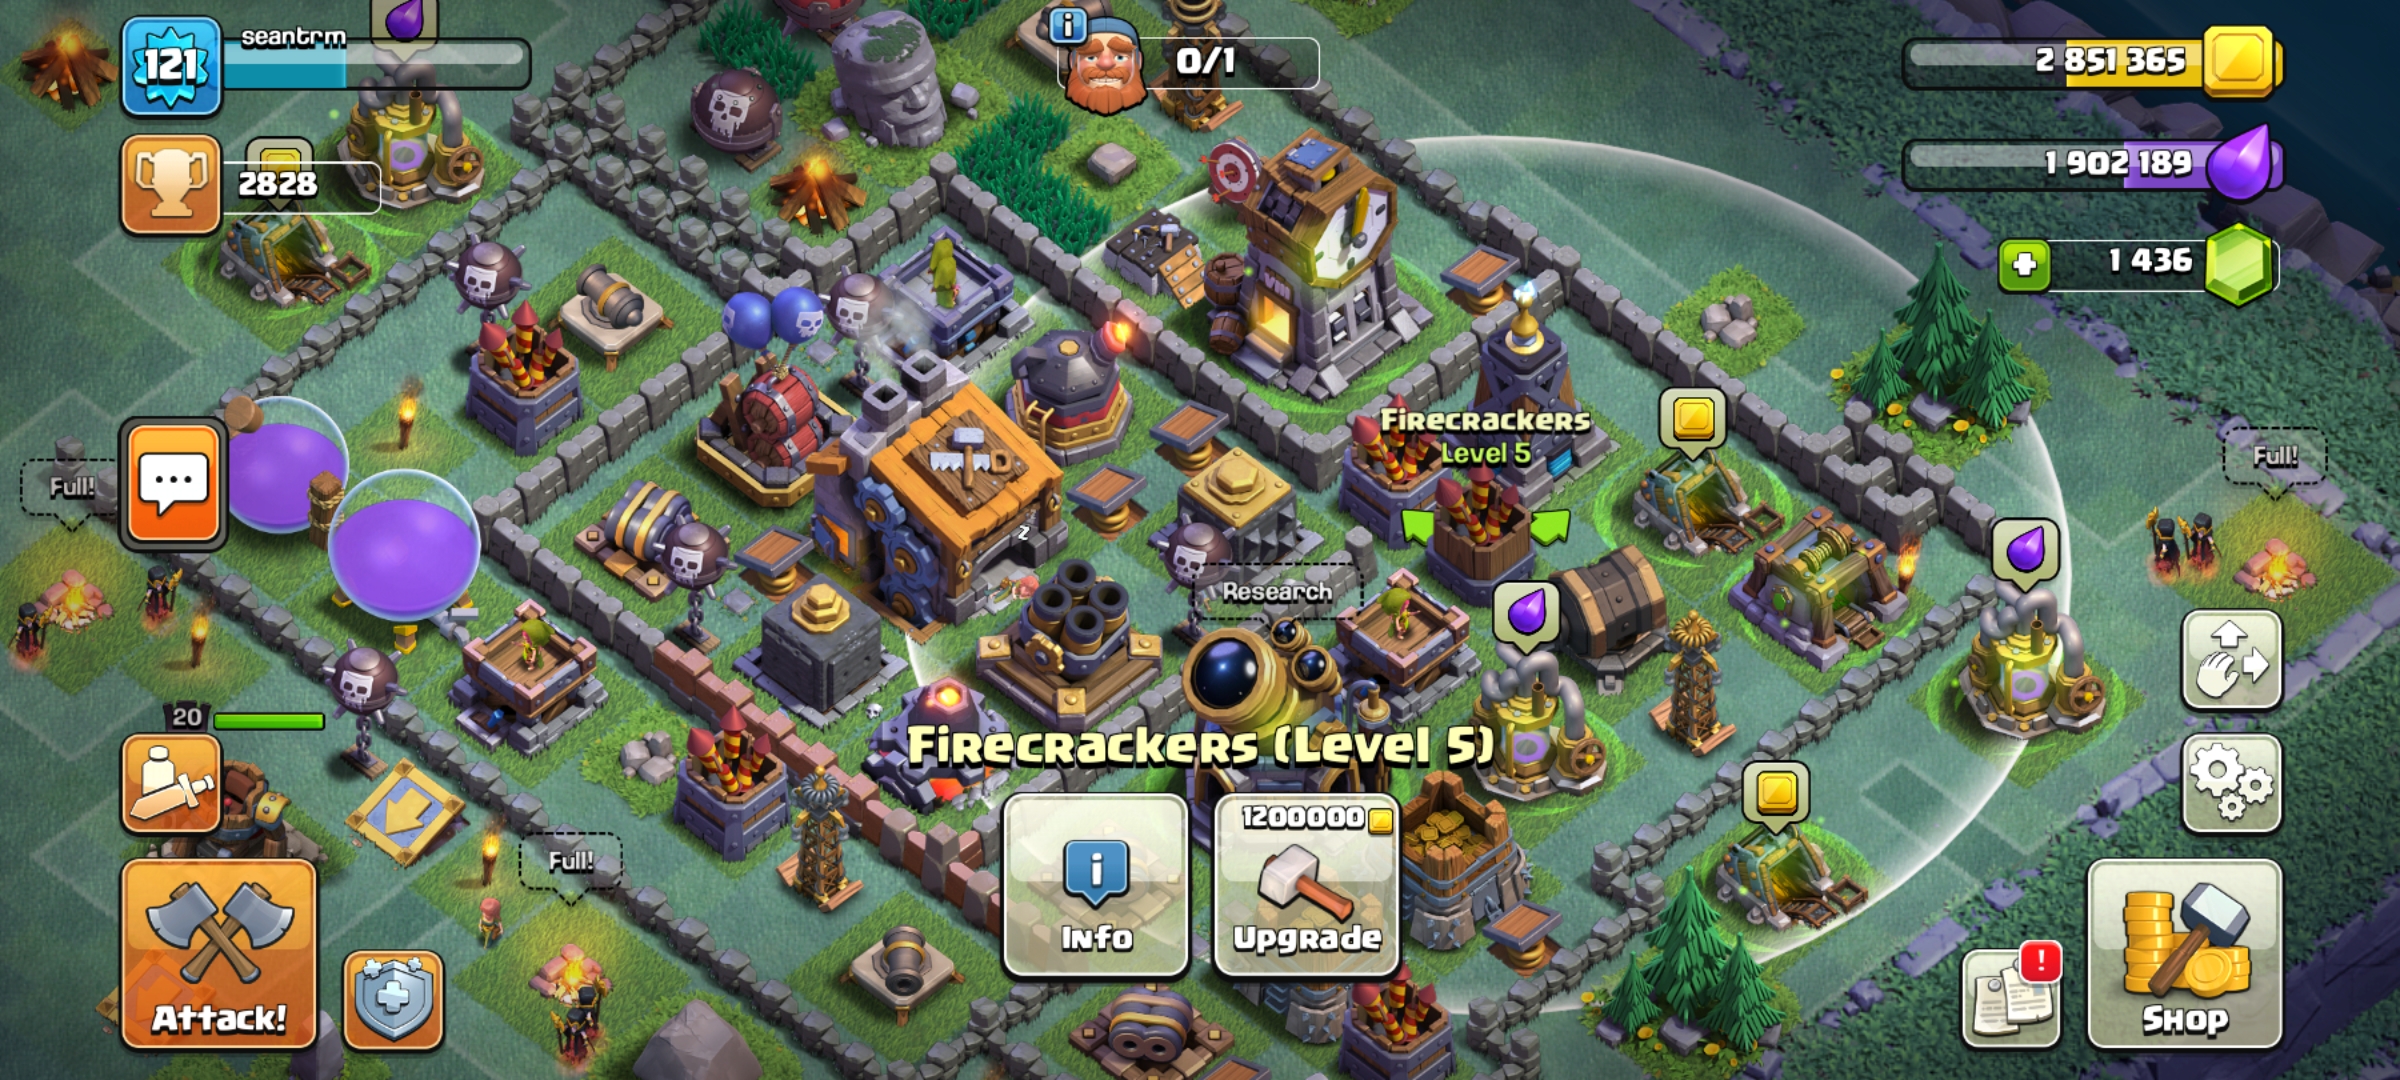 seantrm
121
0/1
2 851 365
2828
1 902 189
1 436
VIII
Firecrackers
Level 5
Full!
Full!
z
Research
20
Firecrackers (Level 5)
1200000
Full!
Info
Upgrade
Attack!
!
Shop